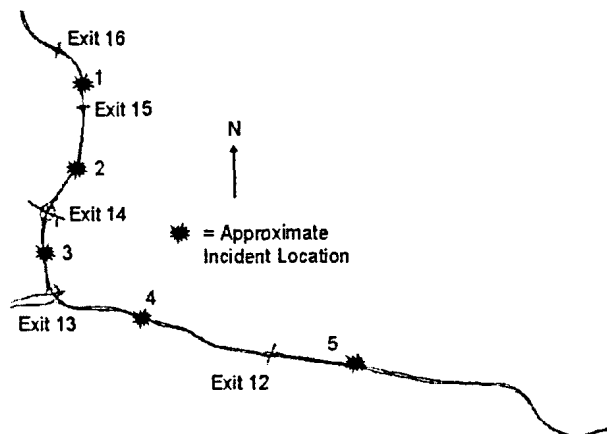 Exit 16
1
Exit 15
N
2
Exit 14
= Approximate
Incident Location
3
4
Exit 13
5
Exit 12